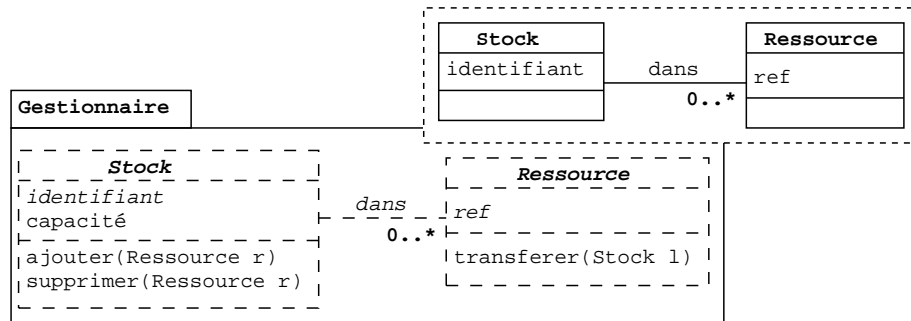 Stock
Ressource
identifiant
dans
ref
0..*
Gestionnaire
Stock
identifiant
capacité
ajouter(Ressource r)
supprimer(Ressource r)
dans
0..*
Ressource
ref
transferer(Stock l)